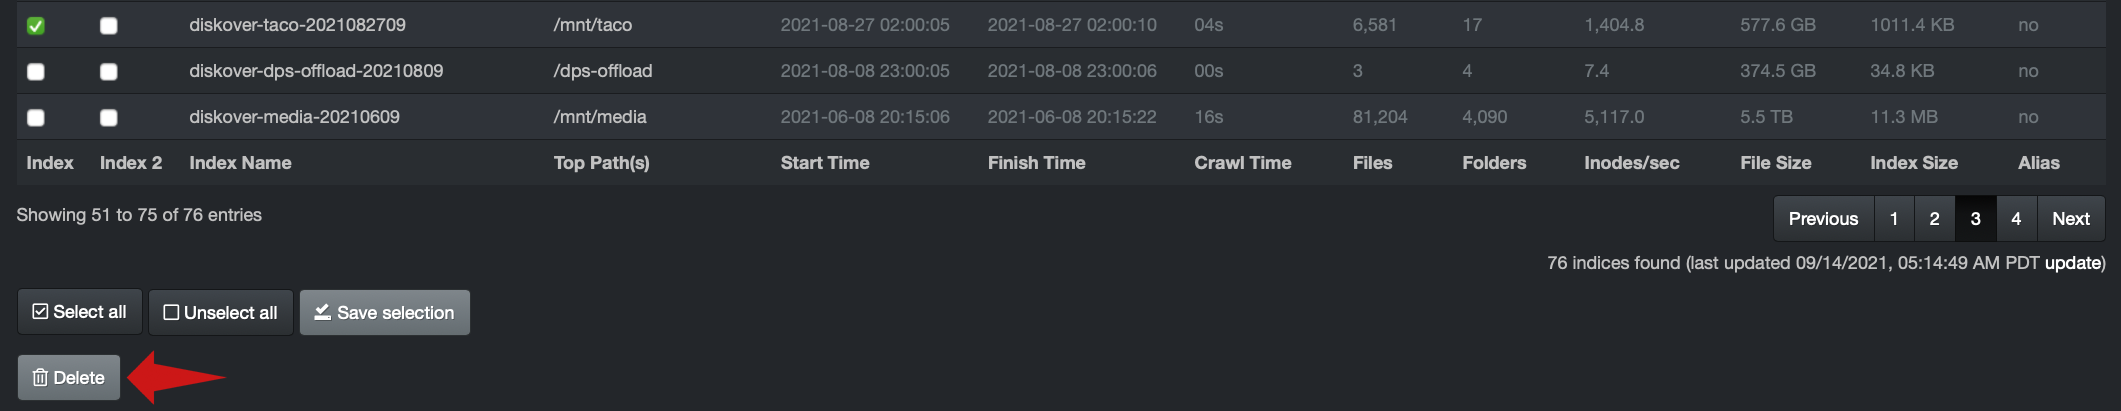 diskover-taco-2021082709 /mnt/taco 2021-08-27 02:00:05 2021-08-27 02:00:10 04s 6,581 17 1,404.8 577.6 GB 1011.4 KB no
diskover-dps-offload-20210809 /dps-offload 2021-08-08 23:00:05 2021-08-08 23:00:06 00s 3 4 7.4 374.5 GB 34.8 KB no
diskover-media-20210609 /mnt/media 2021-06-08 20:15:06 2021-06-08 20:15:22 16s 81,204 4,090 5,117.0 5.5 TB 11.3 MB no
Index Index 2 Index Name Top Path(s) Start Time Finish Time Crawl Time Files Folders Inodes/sec File Size Index Size Alias
Showing 51 to 75 of 76 entries Previous 1 2 3 4 Next
76 indices found (last updated 09/14/2021, 05:14:49 AM PDT update)
Select all Unselect all Save selection
Delete